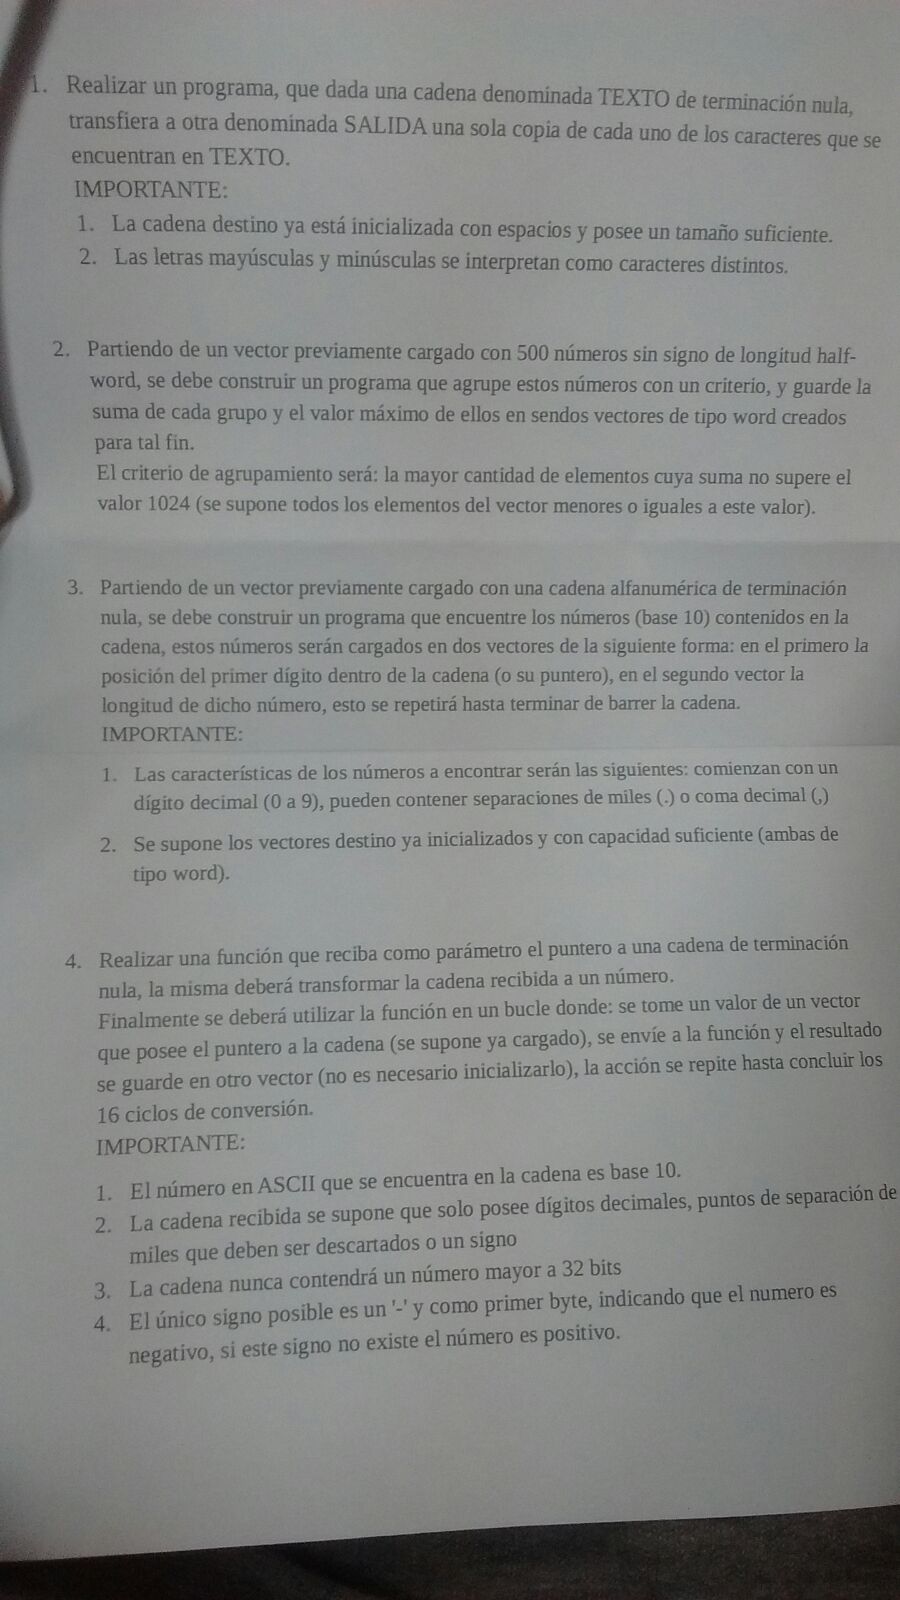 1. Realizar un programa, que dada una cadena denominada TEXTO de terminación nula,
transfiera a otra denominada SALIDA una sola copia de cada uno de los caracteres que se
encuentran en TEXTO.
IMPORTANTE:
1. La cadena destino ya está inicializada con espacios y posee un tamaño suficiente.
2. Las letras mayúsculas y minúsculas se interpretan como caracteres distintos.
2. Partiendo de un vector previamente cargado con 500 números sin signo de longitud half-
word, se debe construir un programa que agrupe estos números con un criterio, y guarde la
suma de cada grupo y el valor máximo de ellos en sendos vectores de tipo word creados
para tal fin.
El criterio de agrupamiento será: la mayor cantidad de elementos cuya suma no supere el
valor 1024 (se supone todos los elementos del vector menores o iguales a este valor).
3. Partiendo de un vector previamente cargado con una cadena alfanumérica de terminación
nula, se debe construir un programa que encuentre los números (base 10) contenidos en la
cadena, estos números serán cargados en dos vectores de la siguiente forma: en el primero la
posición del primer dígito dentro de la cadena (o su puntero), en el segundo vector la
longitud de dicho número, esto se repetirá hasta terminar de barrer la cadena.
IMPORTANTE:
1. Las características de los números a encontrar serán las siguientes: comienzan con un
dígito decimal (0 a 9), pueden contener separaciones de miles (.) o coma decimal (,)
2. Se supone los vectores destino ya inicializados y con capacidad suficiente (ambas de
tipo word).
4. Realizar una función que reciba como parámetro el puntero a una cadena de terminación
nula, la misma deberá transformar la cadena recibida a un número.
Finalmente se deberá utilizar la función en un bucle donde: se tome un valor de un vector
que posee el puntero a la cadena (se supone ya cargado), se envíe a la función y el resultado
se guarde en otro vector (no es necesario inicializarlo), la acción se repite hasta concluir los
16 ciclos de conversión.
IMPORTANTE:
1. El número en ASCII que se encuentra en la cadena es base 10.
2. La cadena recibida se supone que solo posee dígitos decimales, puntos de separación de
miles que deben ser descartados o un signo
3. La cadena nunca contendrá un número mayor a 32 bits
4. El único signo posible es un '-' y como primer byte, indicando que el numero es
negativo, si este signo no existe el número es positivo.